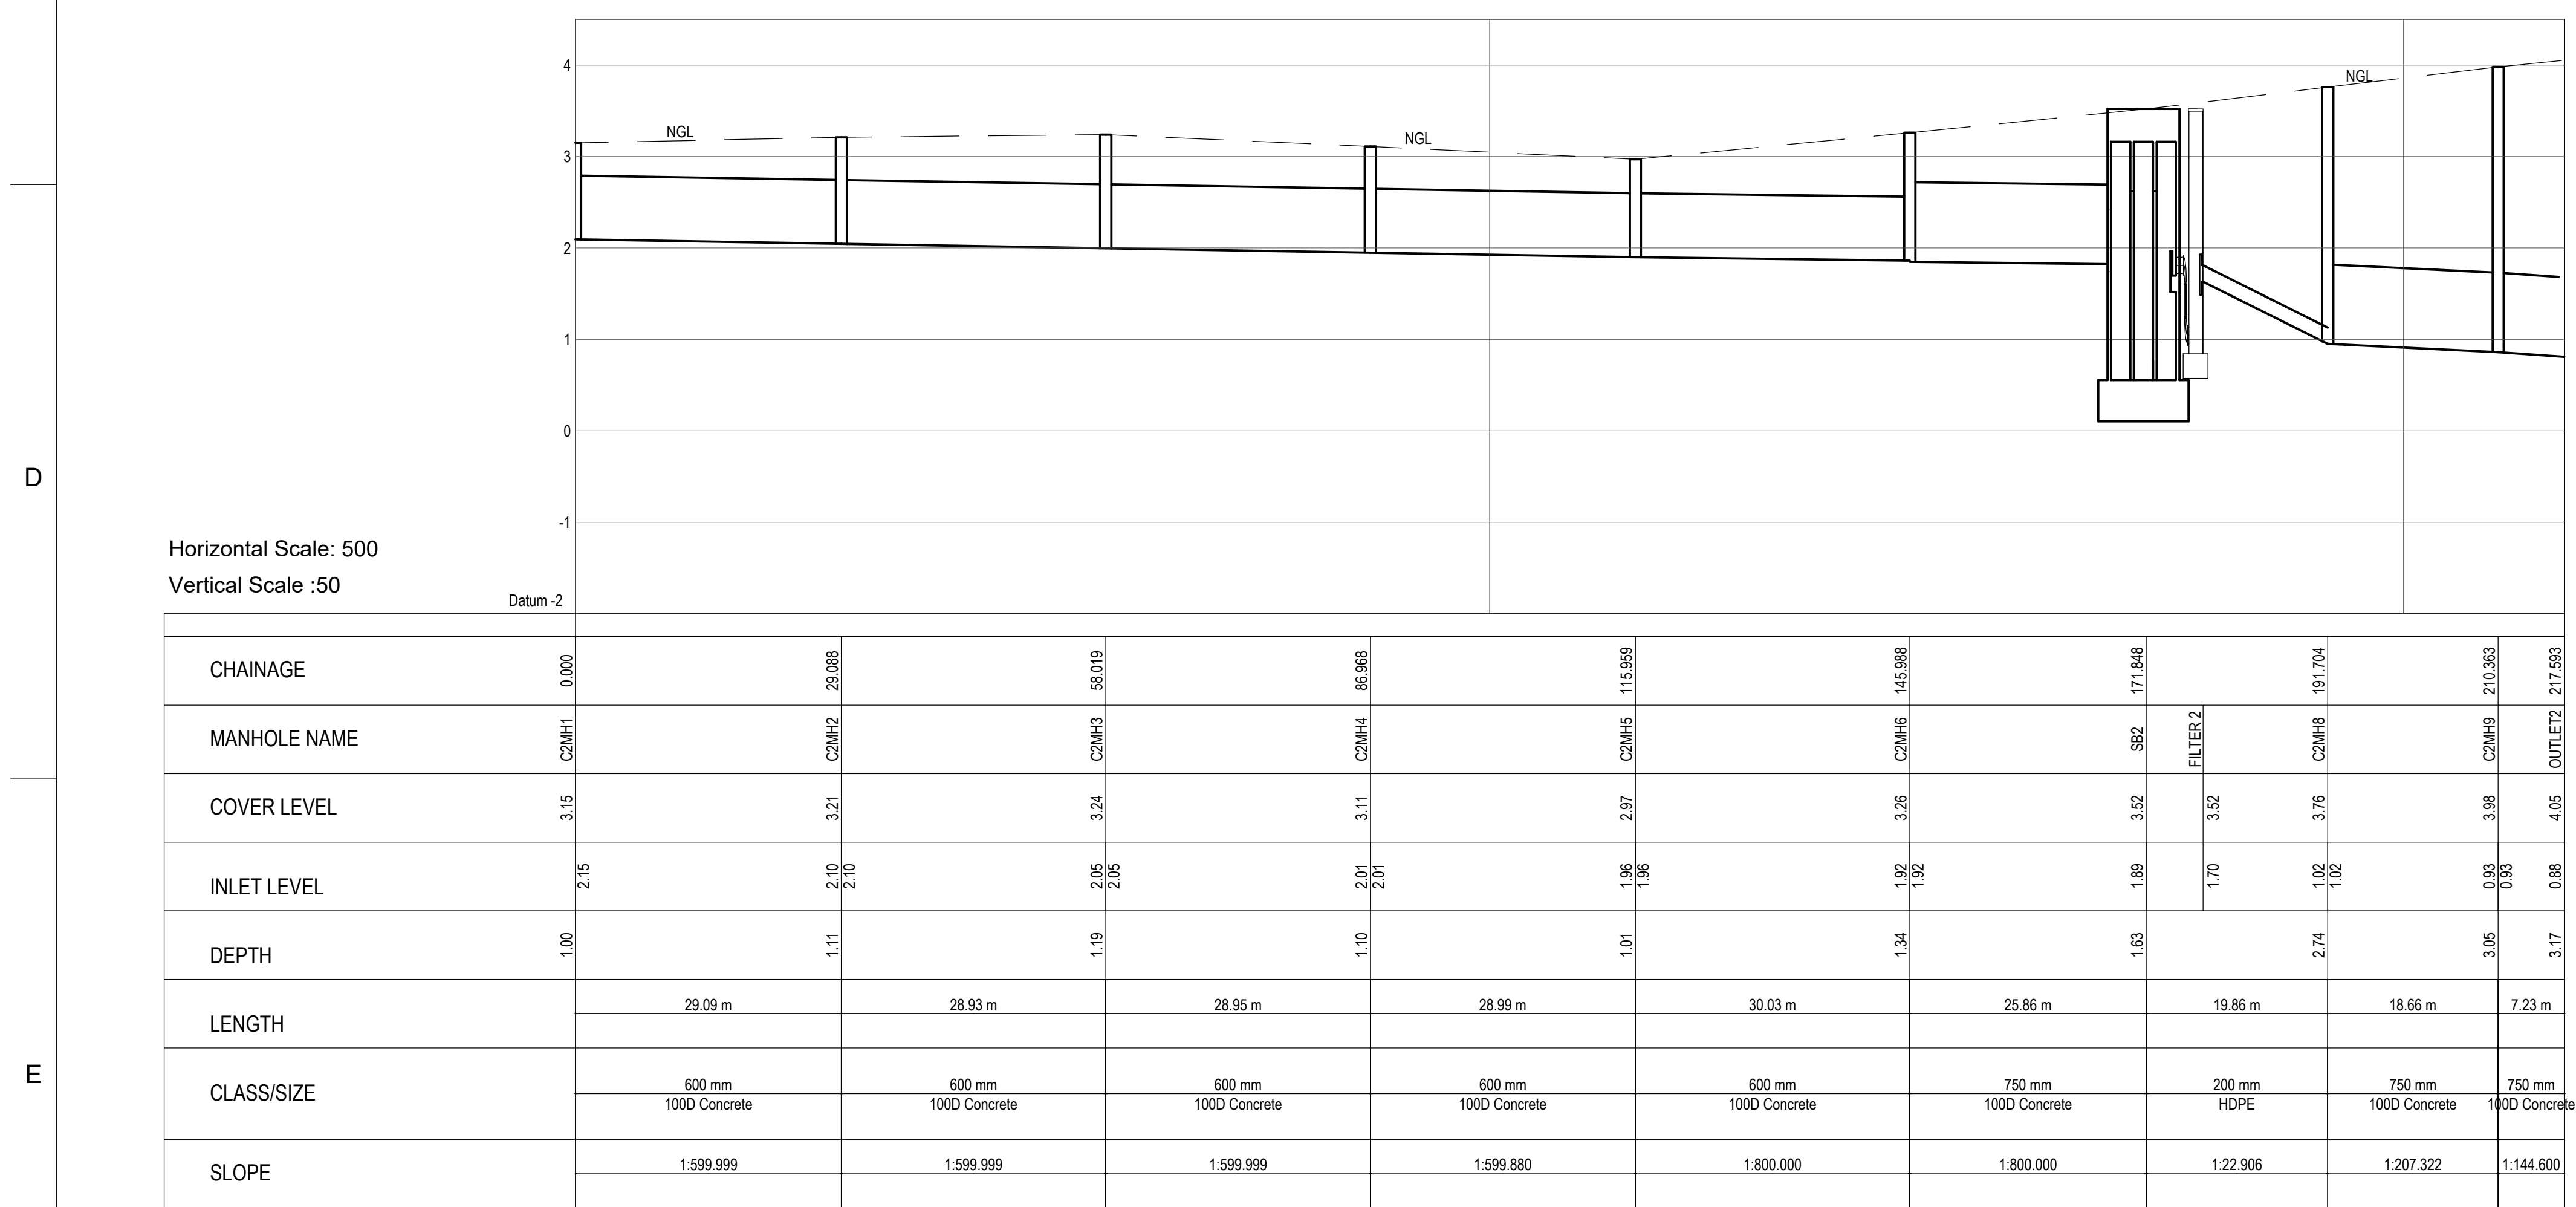 4
NGL
NGL
NGL
3
2
1
0
-1
D
Horizontal Scale: 500
Vertical Scale :50
Datum -2
CHAINAGE 0.000 29.088 58.019 86.968 115.959 145.988 171.848 191.704 210.363 217.593
MANHOLE NAME C2MH1 C2MH2 C2MH3 C2MH4 C2MH5 C2MH6 SB2 FILTER 2 C2MH8 C2MH9 OUTLET2
COVER LEVEL 3.15 3.21 3.24 3.11 2.97 3.26 3.52 3.52 3.76 3.98 4.05
INLET LEVEL 2.15 2.10 2.10 2.05 2.05 2.01 2.01 1.96 1.96 1.92 1.92 1.89 1.70 1.02 1.02 0.93 0.93 0.88
DEPTH 1.00 1.11 1.19 1.10 1.01 1.34 1.63 2.74 3.05 3.17
LENGTH 29.09 m 28.93 m 28.95 m 28.99 m 30.03 m 25.86 m 19.86 m 18.66 m 7.23 m
E
CLASS/SIZE 600 mm 600 mm 600 mm 600 mm 600 mm 750 mm 200 mm 750 mm 750 mm
100D Concrete 100D Concrete 100D Concrete 100D Concrete 100D Concrete 100D Concrete HDPE 100D Concrete 100D Concrete
SLOPE 1:599.999 1:599.999 1:599.999 1:599.880 1:800.000 1:800.000 1:22.906 1:207.322 1:144.600